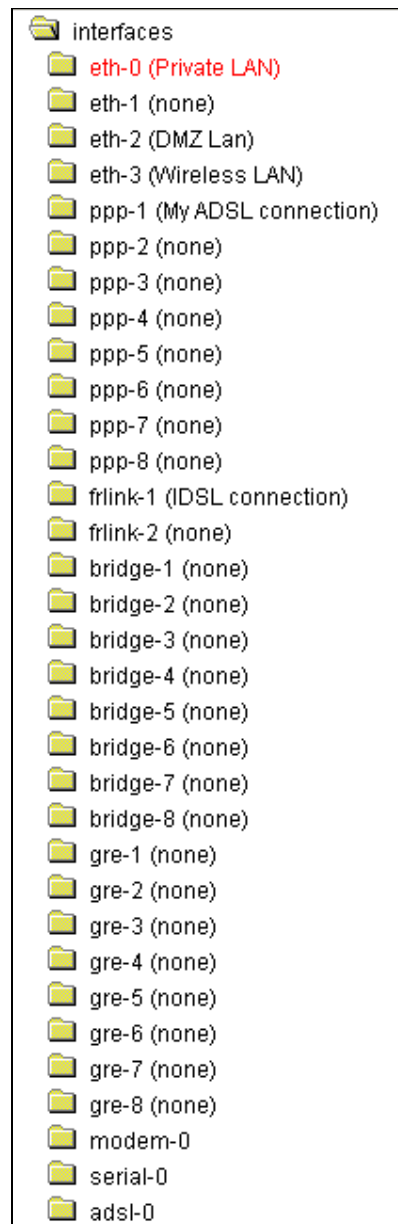 interfaces
eth-0 (Private LAN)
eth-1 (none)
eth-2 (DMZ Lan)
eth-3 (Wireless LAN)
ppp-1 (My ADSL connection)
ppp-2 (none)
ppp-3 (none)
ppp-4 (none)
ppp-5 (none)
ppp-6 (none)
ppp-7 (none)
ppp-8 (none)
frlink-1 (IDSL connection)
frlink-2 (none)
bridge-1 (none)
bridge-2 (none)
bridge-3 (none)
bridge-4 (none)
bridge-5 (none)
bridge-6 (none)
bridge-7 (none)
bridge-8 (none)
gre-1 (none)
gre-2 (none)
gre-3 (none)
gre-4 (none)
gre-5 (none)
gre-6 (none)
gre-7 (none)
gre-8 (none)
modem-0
serial-0
adsl-0